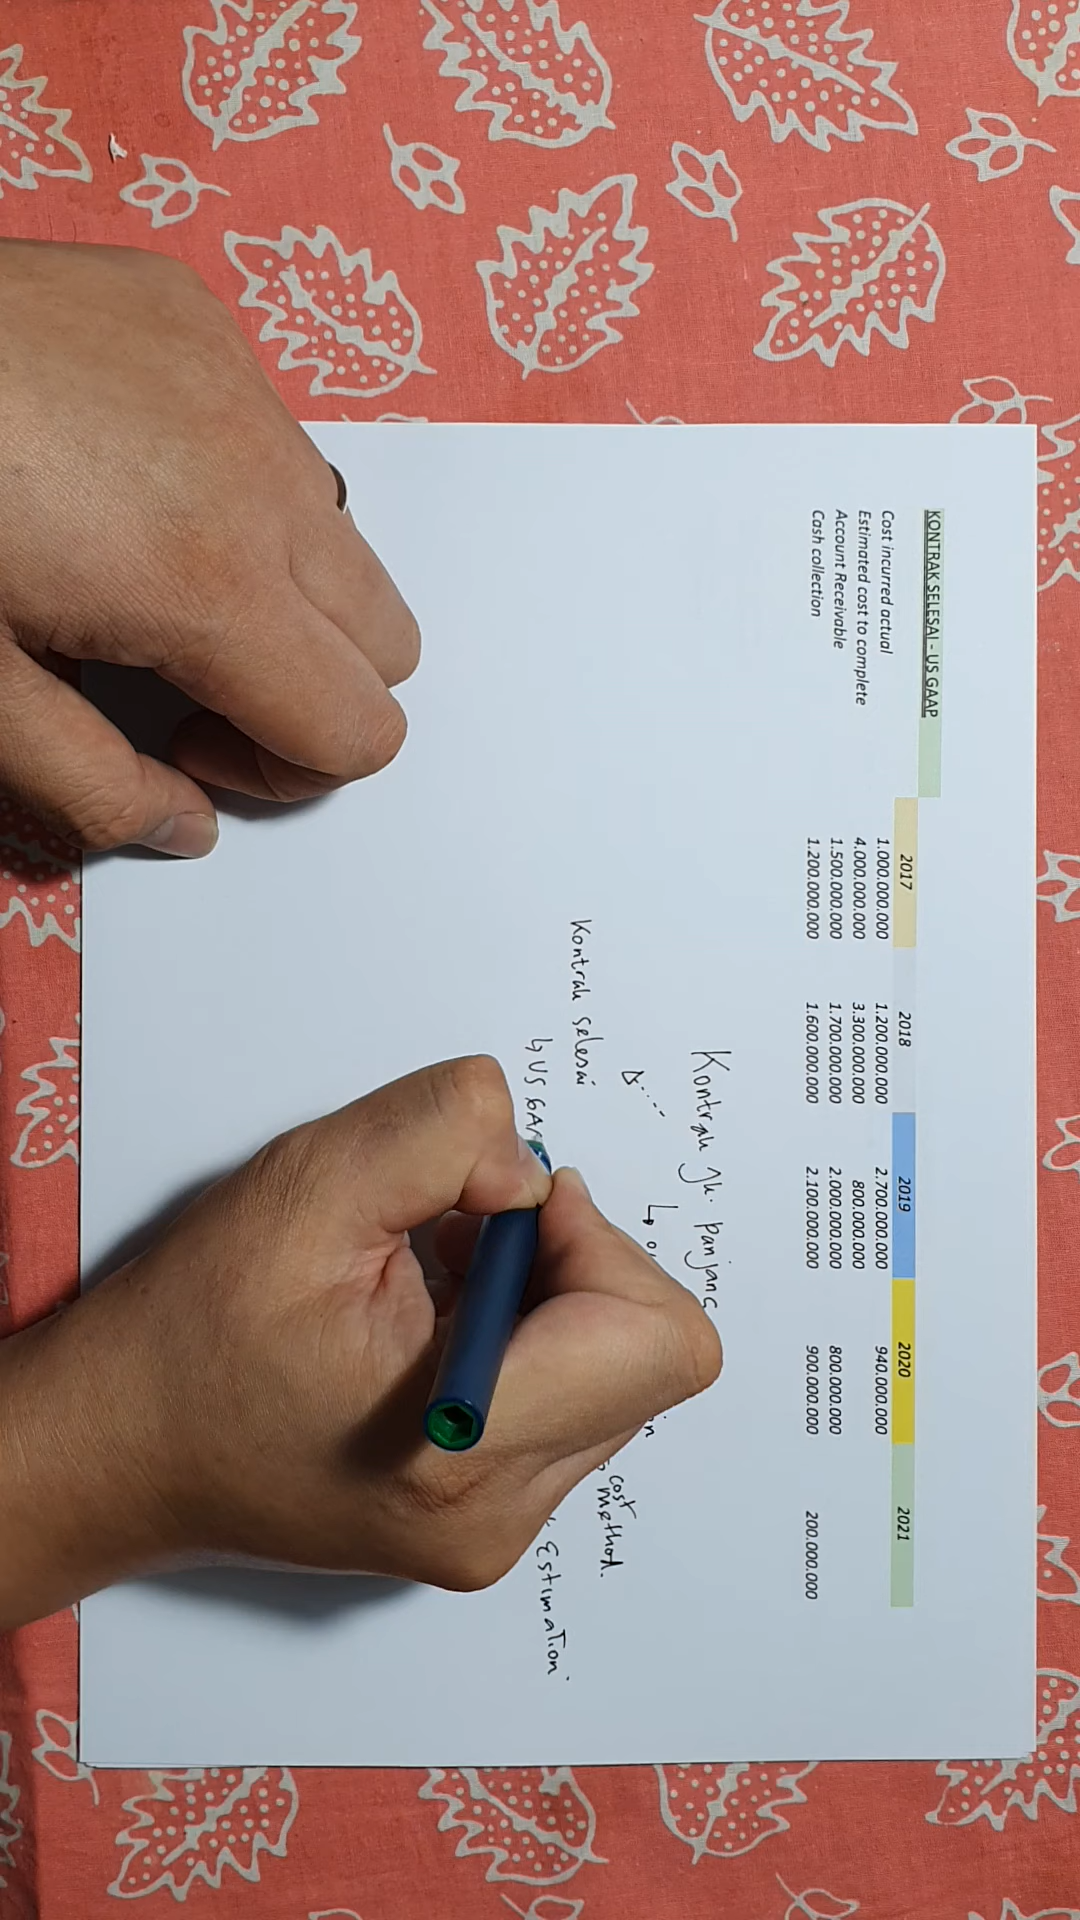 KONTRAK SELESAI - US GAAP
2017 2018 2019 2020 2021
Cost incurred actual 1.000.000.000 1.200.000.000 2.700.000.000 940.000.000
Estimated cost to complete 4.000.000.000 3.300.000.000 800.000.000
Account Receivable 1.500.000.000 1.700.000.000 2.000.000.000 800.000.000
Cash collection 1.200.000.000 1.600.000.000 2.100.000.000 900.000.000 200.000.000
Kontrak jk. panjang
cost
method.
Kontrak selesai
Estimation
US GAA